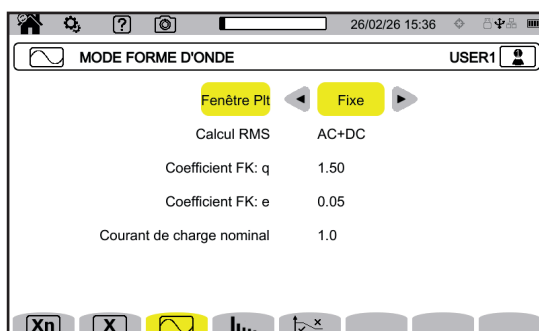 ? 26/02/26 15:36
MODE FORME D'ONDE USER1
Fenêtre Plt Fixe
Calcul RMS AC+DC
Coefficient FK: q 1.50
Coefficient FK: e 0.05
Courant de charge nominal 1.0
Xn X